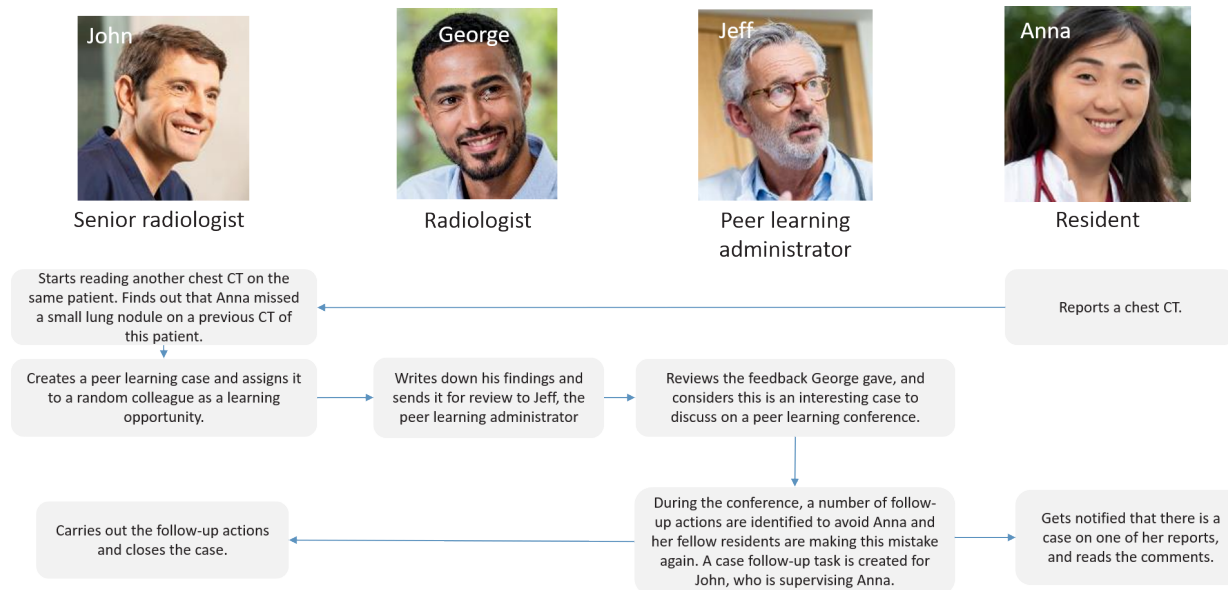 John
George
Jeff
Anna
Senior radiologist
Radiologist
Peer learning
administrator
Resident
Starts reading another chest CT on the
same patient. Finds out that Anna missed
a small lung nodule on a previous CT of
this patient.
Reports a chest CT.
Creates a peer learning case and assigns it
to a random colleague as a learning
opportunity.
Writes down his findings and
sends it for review to Jeff, the
peer learning administrator
Reviews the feedback George gave, and
considers this is an interesting case to
discuss on a peer learning conference.
Carries out the follow-up actions
and closes the case.
During the conference, a number of follow-
up actions are identified to avoid Anna and
her fellow residents are making this mistake
again. A case follow-up task is created for
John, who is supervising Anna.
Gets notified that there is a
case on one of her reports,
and reads the comments.